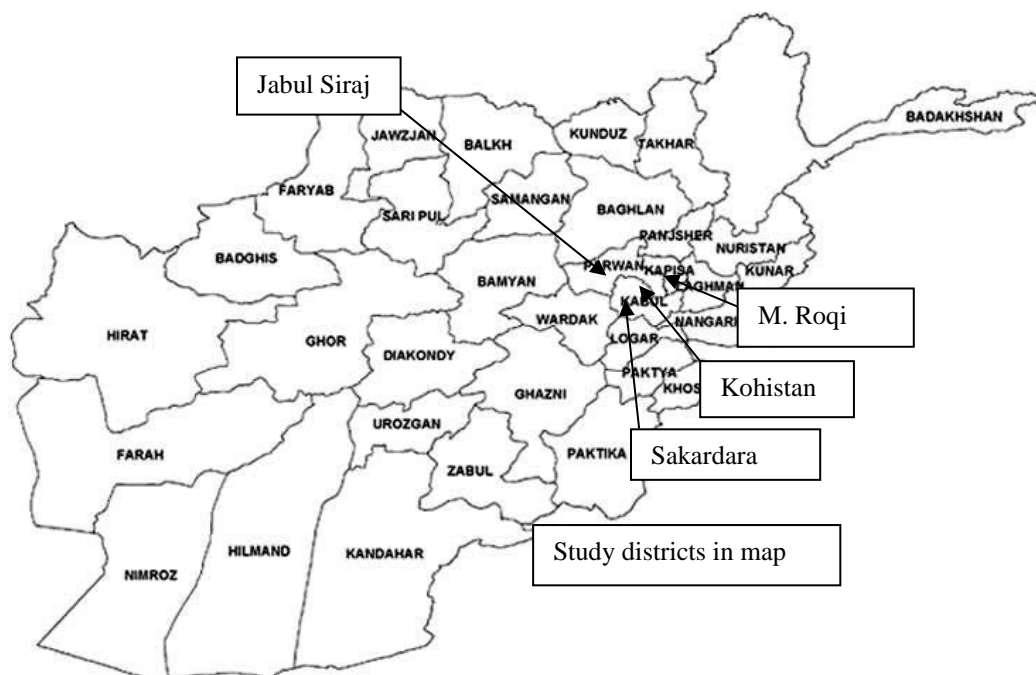 Jabul Siraj
BADAKHSHAN
JAWZJAN
BALKH
KUNDUZ
TAKHAR
FARYAB
SAMANGAN
SARI PUL
BAGHLAN
PANJSHER
NURISTAN
BADGHIS
PARWAN
KAPISA
KUNAR
BAMYAN
LAGHMAN
KABUL
M. Roqi
HIRAT
GHOR
WARDAK
NANGARH
LOGAR
DIAKONDY
PAKTYA
KHOS
GHAZNI
Kohistan
UROZGAN
FARAH
ZABUL
PAKTIKA
Sakardara
Study districts in map
NIMROZ
HILMAND
KANDAHAR